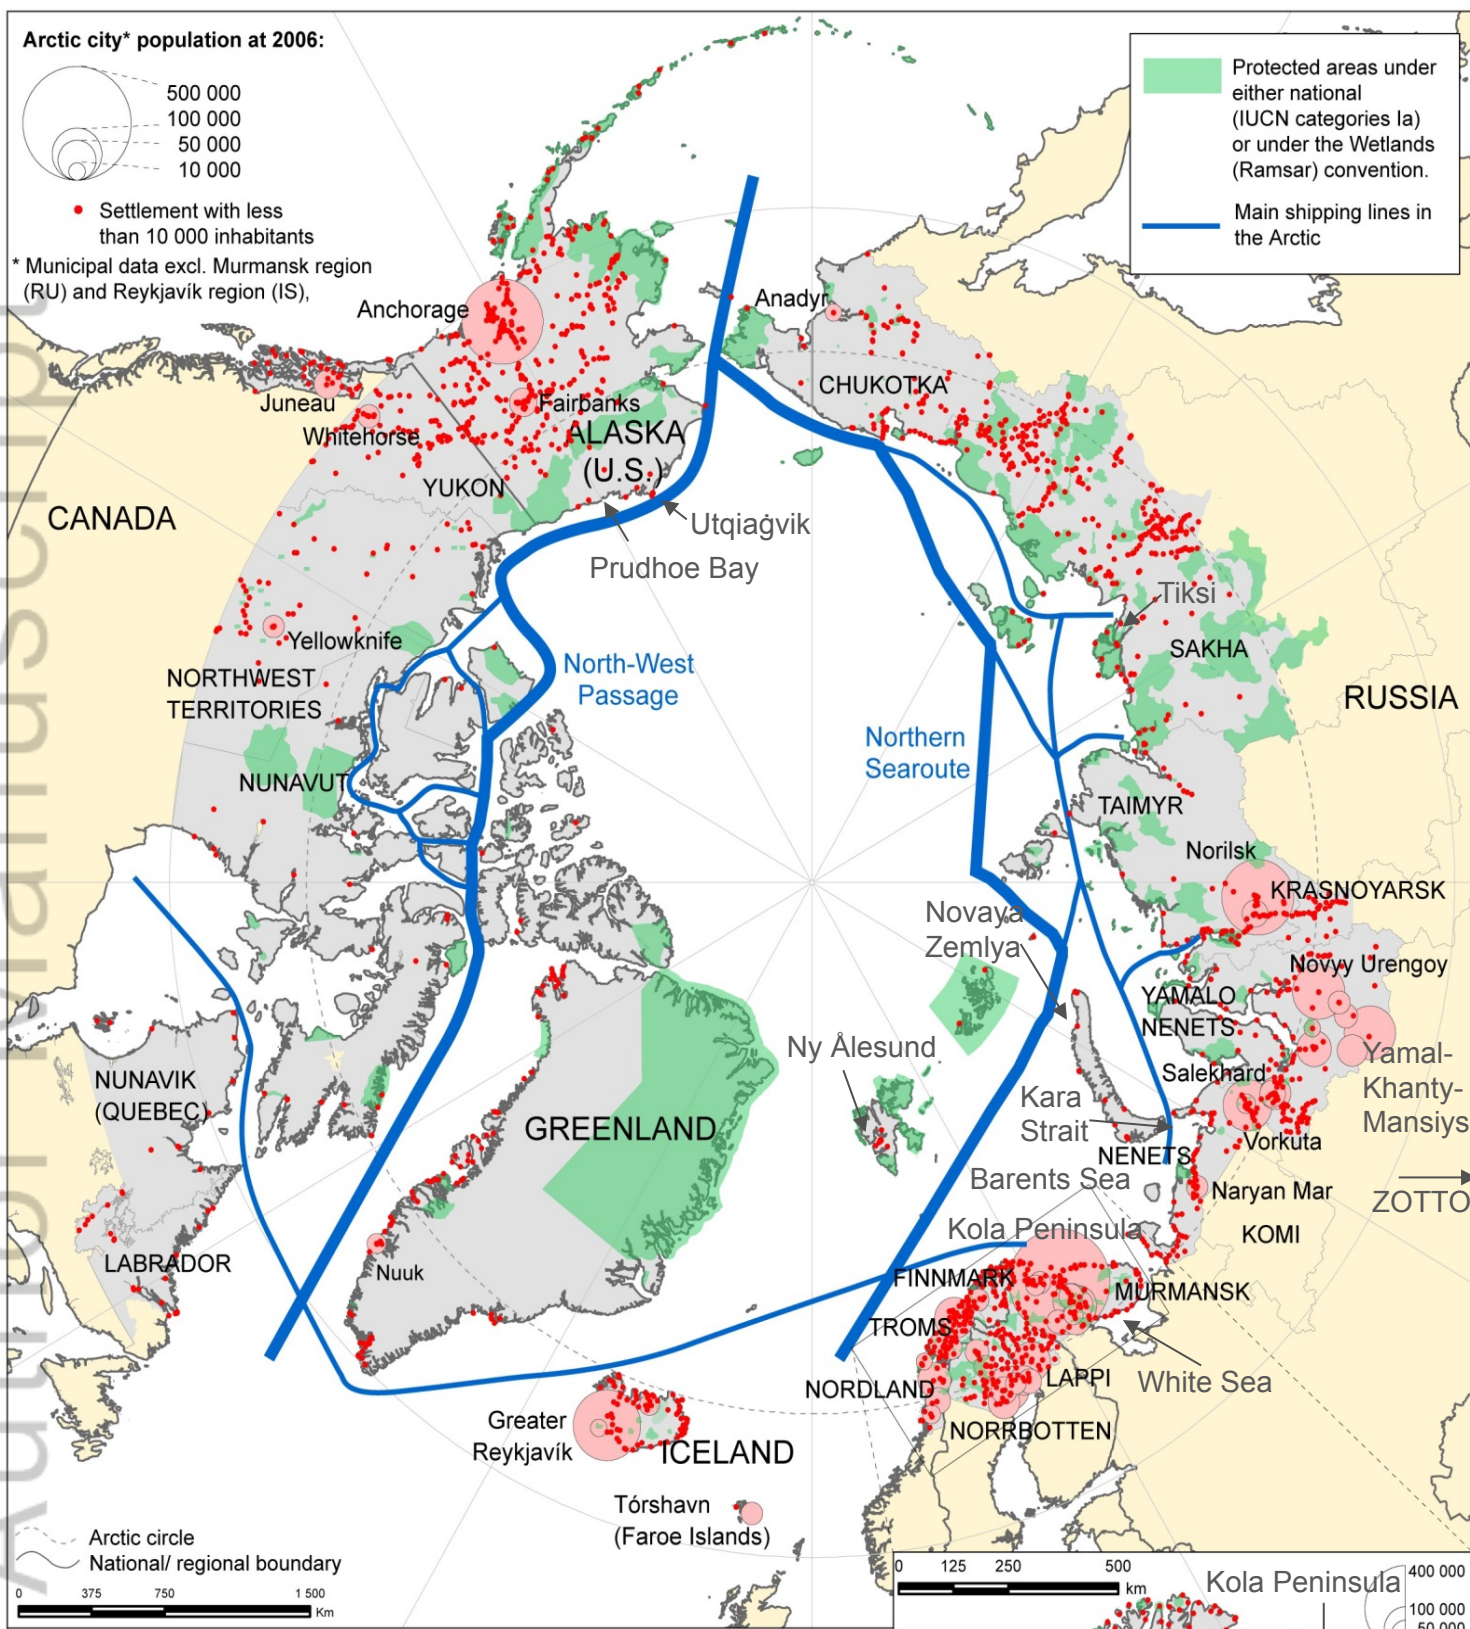 Arctic city* population at 2006:
500 000
100 000
50 000
10 000
Settlement with less
than 10 000 inhabitants
* Municipal data excl. Murmansk region
(RU) and Reykjavík region (IS),
Protected areas under
either national
(IUCN categories Ia)
or under the Wetlands
(Ramsar) convention.
Main shipping lines in
the Arctic
Anchorage
Anadyr
Juneau
Fairbanks
CHUKOTKA
Whitehorse
ALASKA
(U.S.)
YUKON
CANADA
Utqiaġvik
Prudhoe Bay
Tiksi
Yellowknife
SAKHA
NORTHWEST
TERRITORIES
North-West
Passage
RUSSIA
Northern
Searoute
NUNAVUT
TAIMYR
Norilsk
KRASNOYARSK
Novaya
Zemlya
Novyy Urengoy
YAMALO
NENETS
Ny Ålesund
Yamal-
Khanty-
Mansiys
Salekhard
NUNAVIK
(QUEBEC)
Kara
Strait
GREENLAND
Vorkuta
NENETS
Barents Sea
Naryan Mar
ZOTTO
Kola Peninsula
KOMI
LABRADOR
Nuuk
FINNMARK
MURMANSK
TROMS
LAPPI
White Sea
NORDLAND
Greater
Reykjavík
NORRBOTTEN
ICELAND
Tórshavn
(Faroe Islands)
Arctic circle
National/ regional boundary
0 375 750 1 500
Km
0 125 250 500
km
Kola Peninsula
400 000
100 000
50 000
Author Manuscript